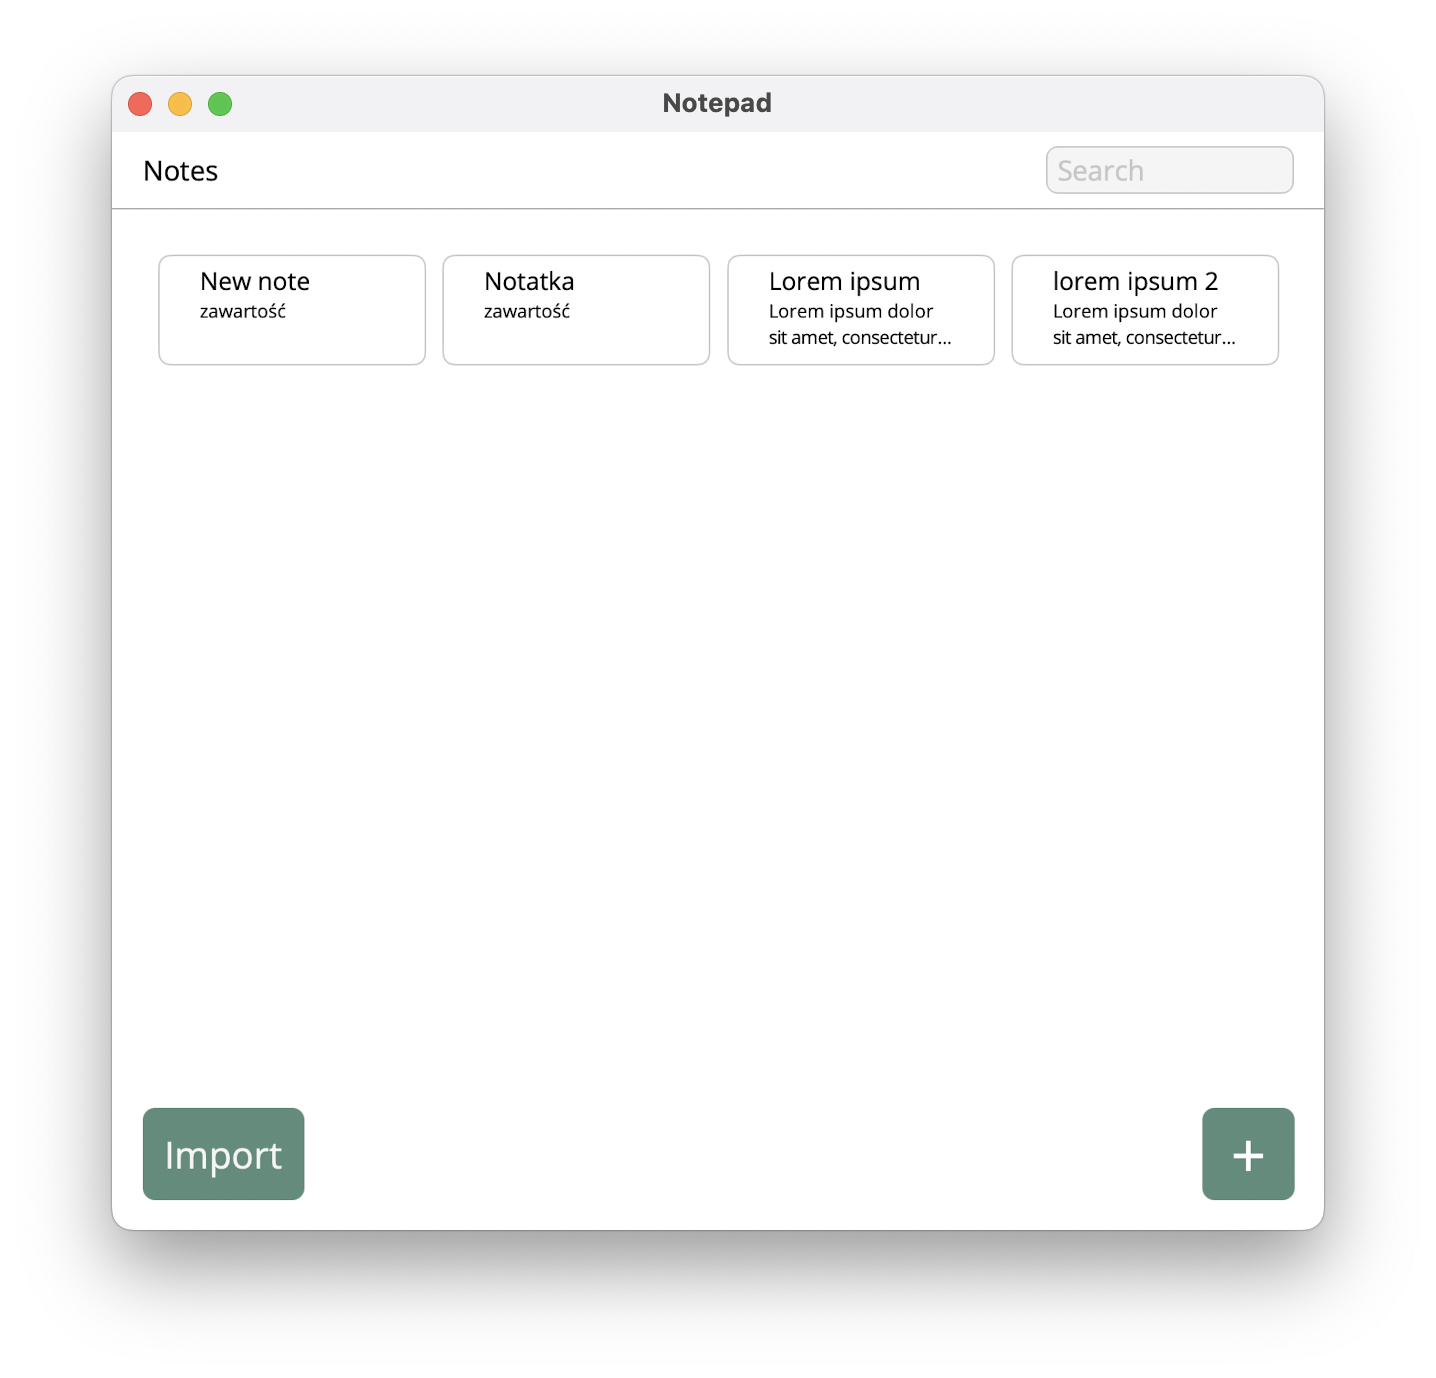 Notepad
Notes
Search
New note
zawartość
Notatka
zawartość
Lorem ipsum
Lorem ipsum dolor
sit amet, consectetur...
lorem ipsum 2
Lorem ipsum dolor
sit amet, consectetur...
Import
+